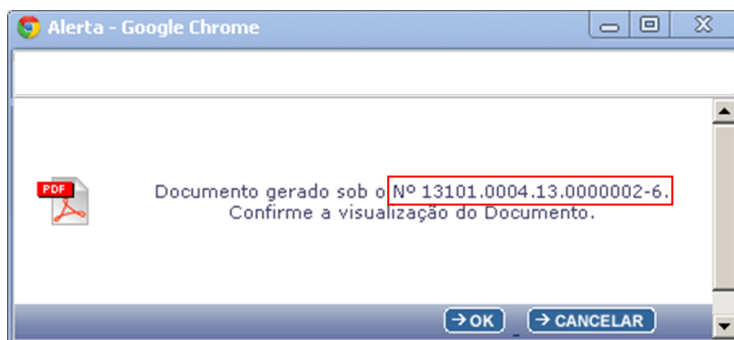 Alerta - Google Chrome
PDF
Documento gerado sob o Nº 13101.0004.13.0000002-6.
Confirme a visualização do Documento.
OK
CANCELAR